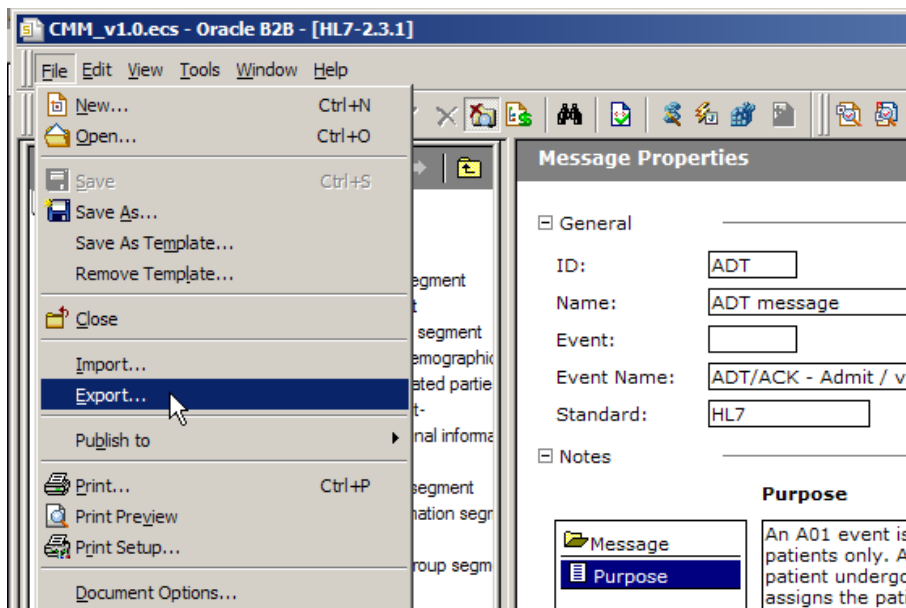 CMM_v1.0.ecs - Oracle B2B - [HL7-2.3.1]
File Edit View Tools Window Help
New... Ctrl+N
Open... Ctrl+O
Save Ctrl+S
Save As...
Save As Template...
Remove Template...
Close
Import...
Export...
Publish to
Print... Ctrl+P
Print Preview
Print Setup...
Document Options...
egment
t
segment
emographic
ated partie
t-
nal informa
segment
nation segn
roup segm
Message Properties
General
ID: ADT
Name: ADT message
Event:
Event Name: ADT/ACK - Admit / v
Standard: HL7
Notes
Purpose
Message
Purpose
An A01 event is
patients only. A
patient undergo
assigns the pati